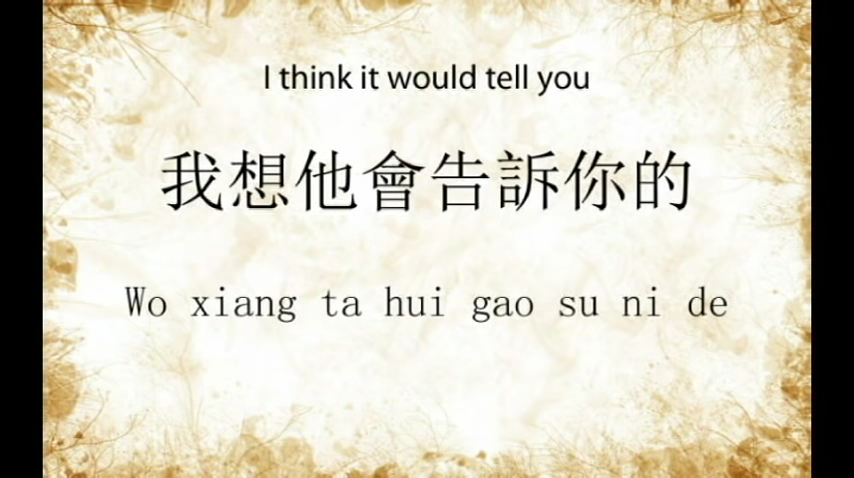 I think it would tell you
我想他會告訴你的
Wo xiang ta hui gao su ni de